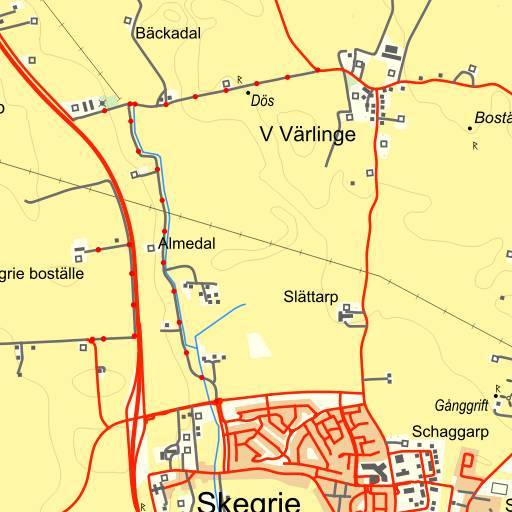 Bäckadal
Dös
V Värlinge
Bostä
Almedal
grie boställe
Slättarp
Gånggrift
Schaggarp
Skegrie